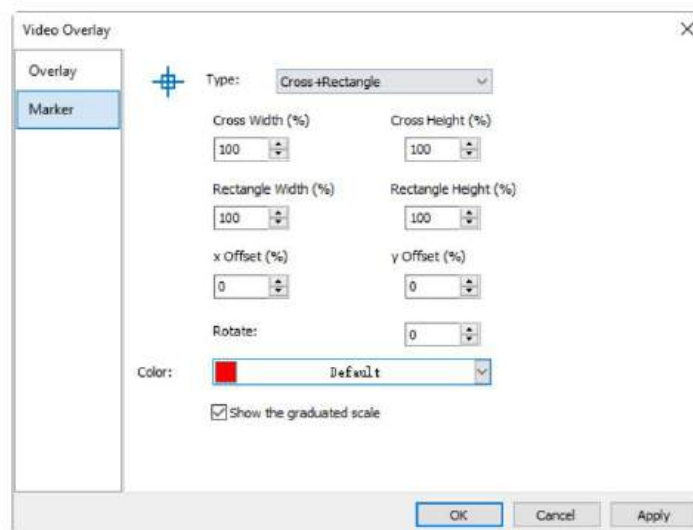 Video Overlay
Overlay
Marker
Type: Cross+Rectangle
Cross Width (%) Cross Height (%)
100 100
Rectangle Width (%) Rectangle Height (%)
100 100
x Offset (%) y Offset (%)
0 0
Rotate: 0
Color: Default
Show the graduated scale
OK Cancel Apply